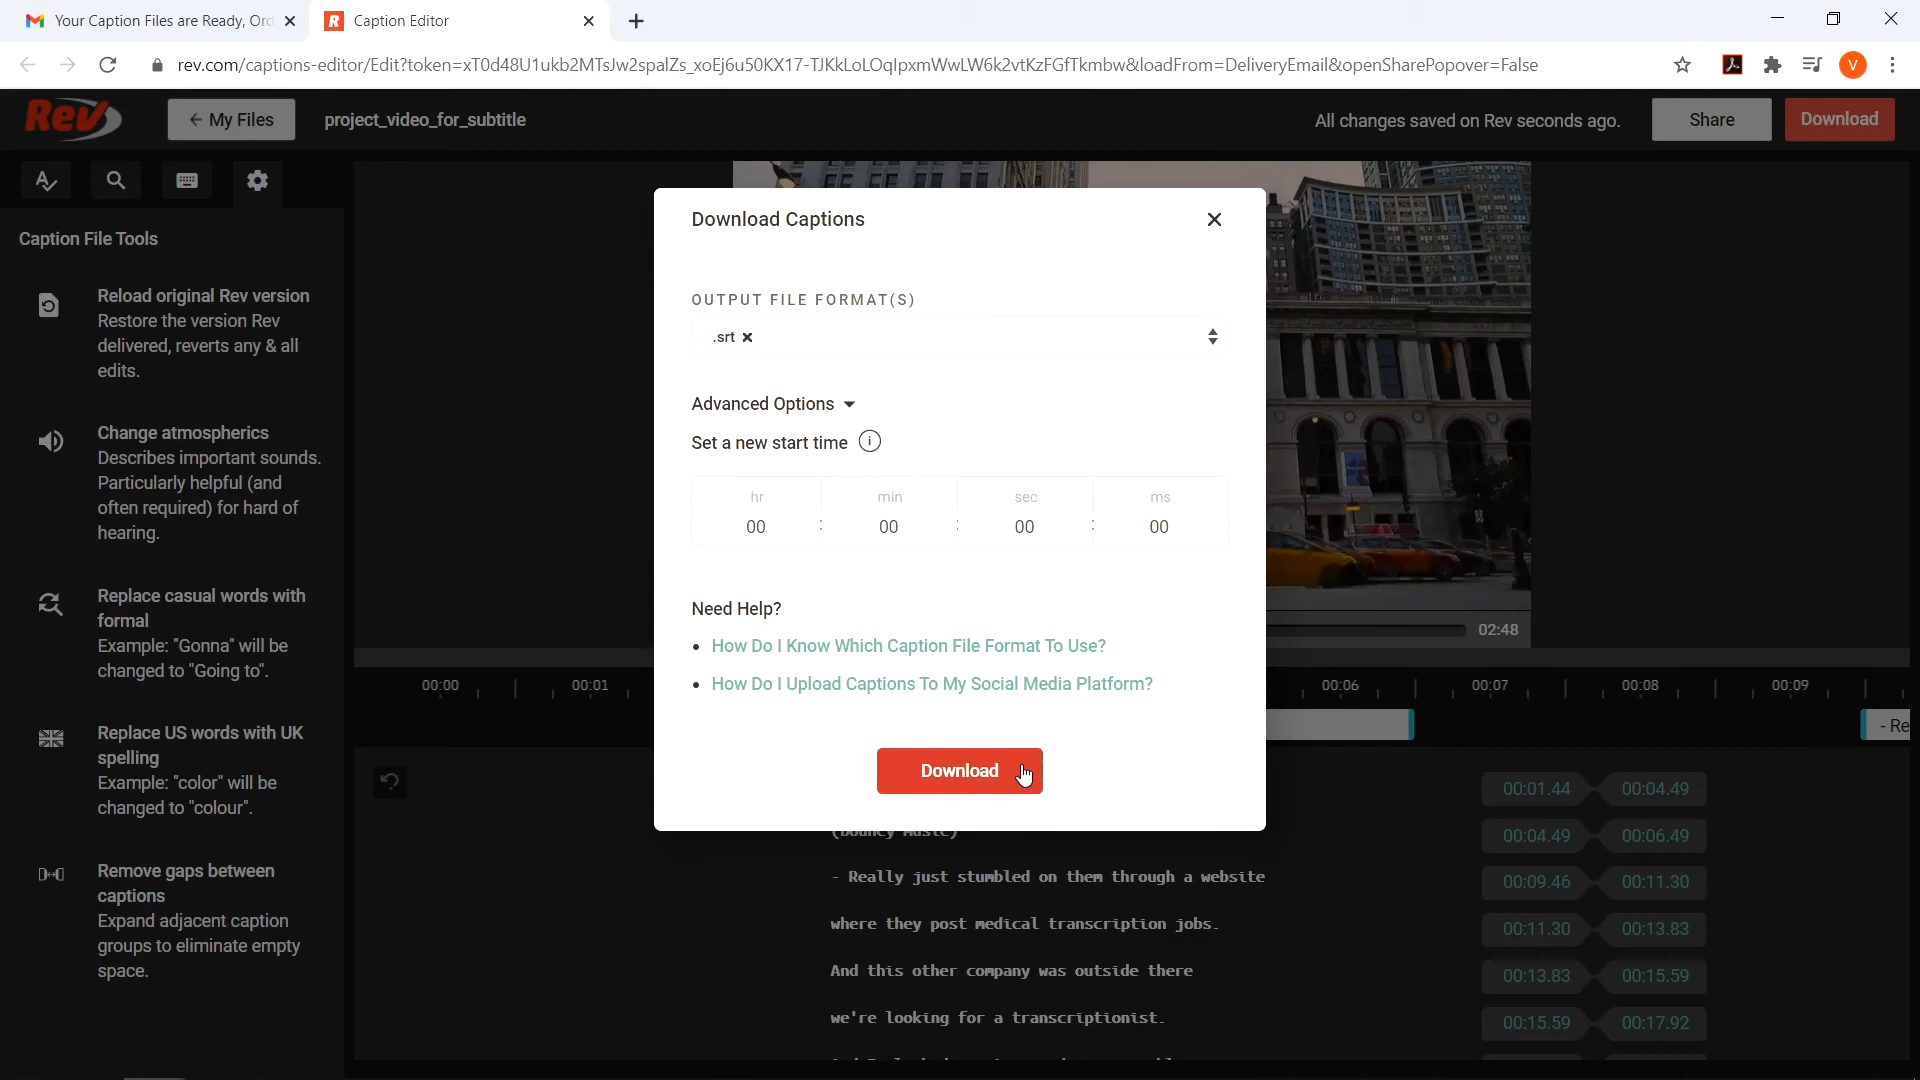 Your Caption Files are Ready, Ord
Caption Editor
rev.com/captions-editor/Edit?token=xT0d48U1ukb2MTsJw2spalZs_xoEj6u50KX17-TJKkLoLOqlpxmWwLW6k2vtKzFGfTkmbw&loadFrom=DeliveryEmail&openSharePopover=False
V
Rev
← My Files
project_video_for_subtitle
All changes saved on Rev seconds ago.
Share
Download
Caption File Tools
Reload original Rev version
Restore the version Rev
delivered, reverts any & all
edits.
Change atmospherics
Describes important sounds.
Particularly helpful (and
often required) for hard of
hearing.
Replace casual words with
formal
Example: "Gonna" will be
changed to "Going to".
Replace US words with UK
spelling
Example: "color" will be
changed to "colour".
Remove gaps between
captions
Expand adjacent caption
groups to eliminate empty
space.
Download Captions
OUTPUT FILE FORMAT(S)
.srt
Advanced Options
Set a new start time
hr min sec ms
00 : 00 : 00 : 00
Need Help?
• How Do I Know Which Caption File Format To Use?
• How Do I Upload Captions To My Social Media Platform?
Download
02:48
00:00 00:01 00:06 00:07 00:08 00:09
- Re
00:01.44 00:04.49
(bouncy music) 00:04.49 00:06.49
- Really just stumbled on them through a website 00:09.46 00:11.30
where they post medical transcription jobs. 00:11.30 00:13.83
And this other company was outside there 00:13.83 00:15.59
we're looking for a transcriptionist. 00:15.59 00:17.92